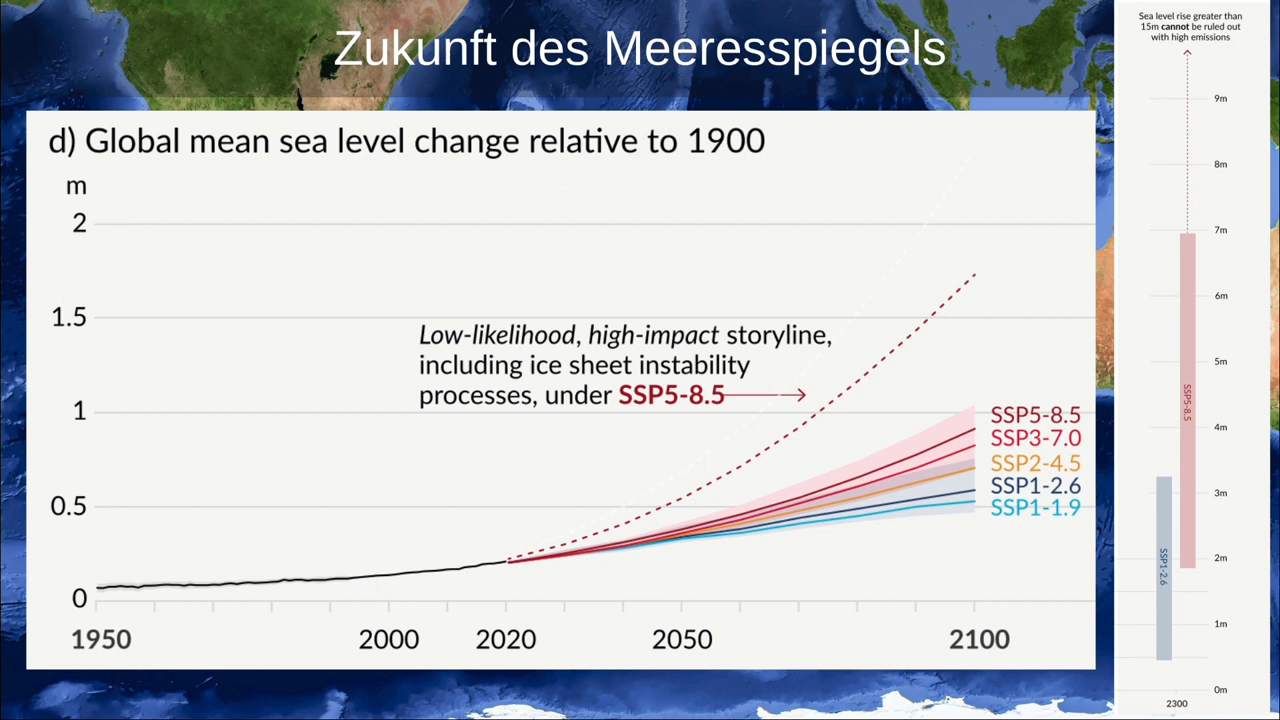 Zukunft des Meeresspiegels
d) Global mean sea level change relative to 1900
m
2
1.5
1
0.5
0
Low-likelihood, high-impact storyline,
including ice sheet instability
processes, under SSP5-8.5
SSP5-8.5
SSP3-7.0
SSP2-4.5
SSP1-2.6
SSP1-1.9
1950
2000
2020
2050
2100
Sea level rise greater than
15m cannot be ruled out
with high emissions
9m
8m
7m
6m
5m
4m
3m
2m
1m
0m
SSP5-8.5
SSP1-2.6
2300